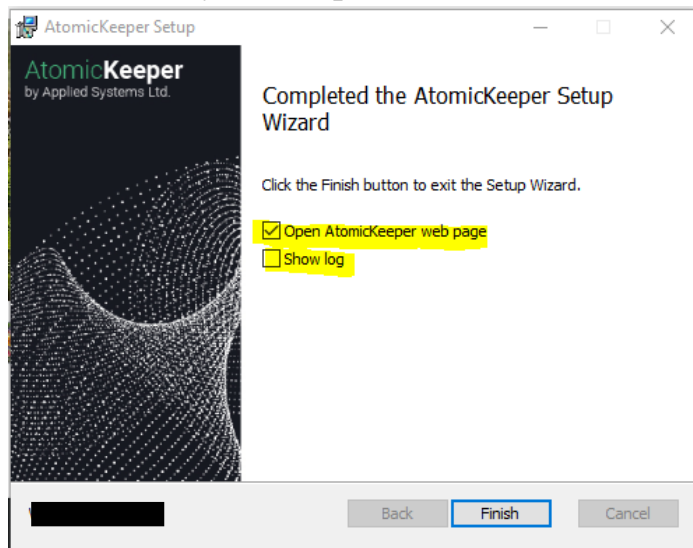 AtomicKeeper Setup
AtomicKeeper
by Applied Systems Ltd.
Completed the AtomicKeeper Setup
Wizard
Click the Finish button to exit the Setup Wizard.
Open AtomicKeeper web page
Show log
Back
Finish
Cancel